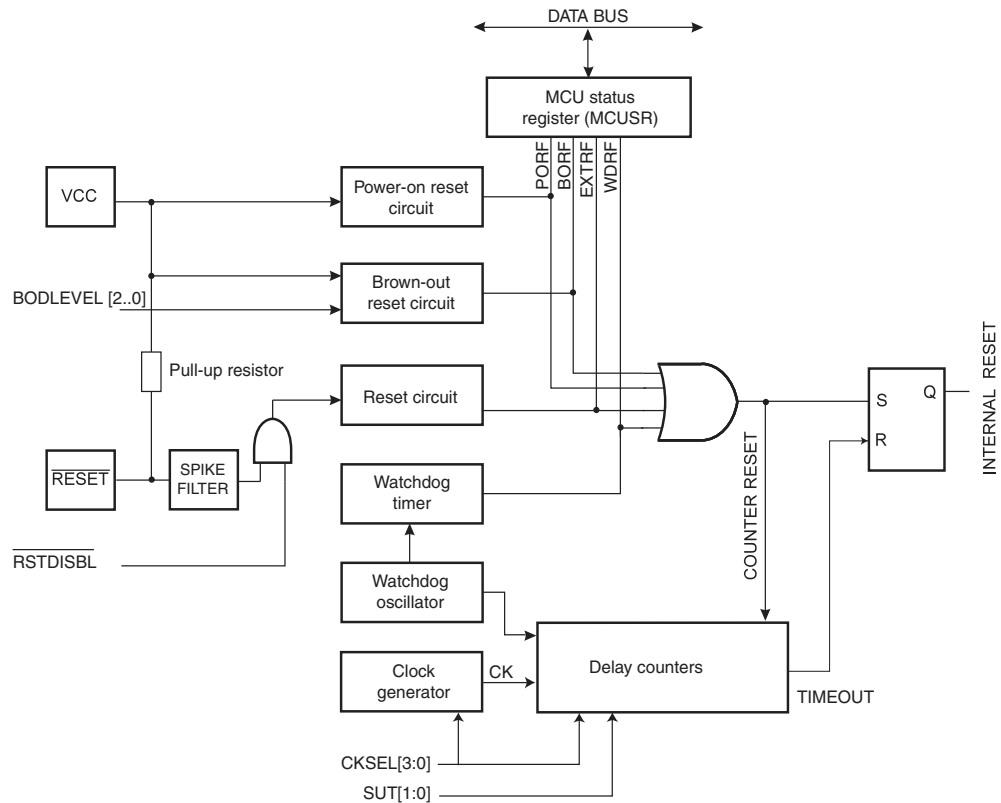 DATA BUS
MCU status
register (MCUSR)
PORF
BORF
EXTRF
WDRF
VCC
Power-on reset
circuit
Brown-out
reset circuit
BODLEVEL [2..0]
Pull-up resistor
Reset circuit
S
Q
R
INTERNAL RESET
RESET
SPIKE
FILTER
Watchdog
timer
COUNTER RESET
RSTDISBL
Watchdog
oscillator
Clock
generator
CK
Delay counters
TIMEOUT
CKSEL[3:0]
SUT[1:0]